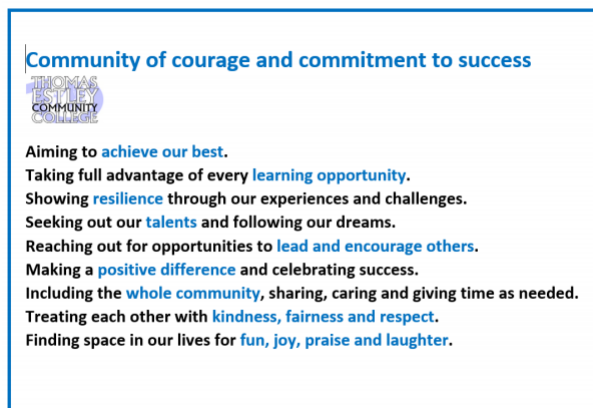 Community of courage and commitment to success
THOMAS
ESTLEY
COMMUNITY
COLLEGE
Aiming to achieve our best.
Taking full advantage of every learning opportunity.
Showing resilience through our experiences and challenges.
Seeking out our talents and following our dreams.
Reaching out for opportunities to lead and encourage others.
Making a positive difference and celebrating success.
Including the whole community, sharing, caring and giving time as needed.
Treating each other with kindness, fairness and respect.
Finding space in our lives for fun, joy, praise and laughter.